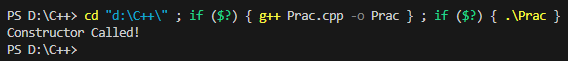 PS D:\C++> cd "d:\C++\" ; if ($?) { g++ Prac.cpp -o Prac } ; if ($?) { .\Prac }
Constructor Called!
PS D:\C++>